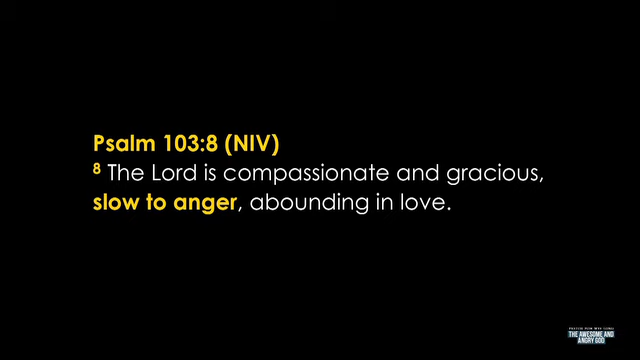 Psalm 103:8 (NIV)
8 The Lord is compassionate and gracious,
slow to anger, abounding in love.
THE AWESOME AND
ANGRY GOD